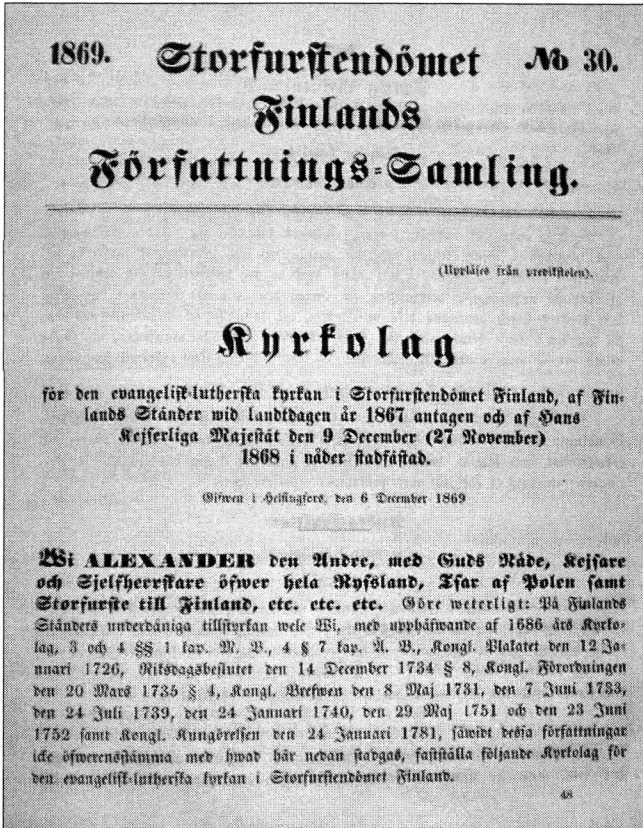 1869. Storfurstendömet № 30.
Finlands
Författnings-Samling.
(Uppläses från predikstolen).
Kyrkolag
för den evangelisk-lutherska kyrkan i Storfurstendömet Finland, af Fin-
lands Ständer wid landtdagen år 1867 antagen och af Hans
Kejserliga Majestät den 9 December (27 November)
1868 i nåder stadfästad.
Gifwen i Helsingfors, den 6 December 1869
Wi ALEXANDER den Andre, med Guds Nåde, Kejsare
och Sjelfherrskare öfwer hela Ryssland, Tsar af Polen samt
Storfurste till Finland, etc. etc. etc. Göre weterligt: På Finlands
Ständers underdåniga tillstyrkan wele Wi, med upphäfwande af 1686 års Kyrko-
lag, 3 och 4 §§ 1 kap. M. B., 4 § 7 kap. Ä. B., Kongl. Plakatet den 12 Ja-
nuari 1726, Riksdagsbeslutet den 14 December 1734 § 8, Kongl. Förordningen
den 20 Mars 1735 § 4, Kongl. Brefwen den 8 Maj 1731, den 7 Juni 1733,
den 24 Juli 1739, den 24 Januari 1740, den 29 Maj 1751 och den 23 Juni
1752 samt Kongl. Kungörelsen den 24 Januari 1781, såwidt dessa författningar
icke öfwerensstämma med hwad här nedan stadgas, fastställa följande Kyrkolag för
den evangelisk-lutherska kyrkan i Storfurstendömet Finland.
48